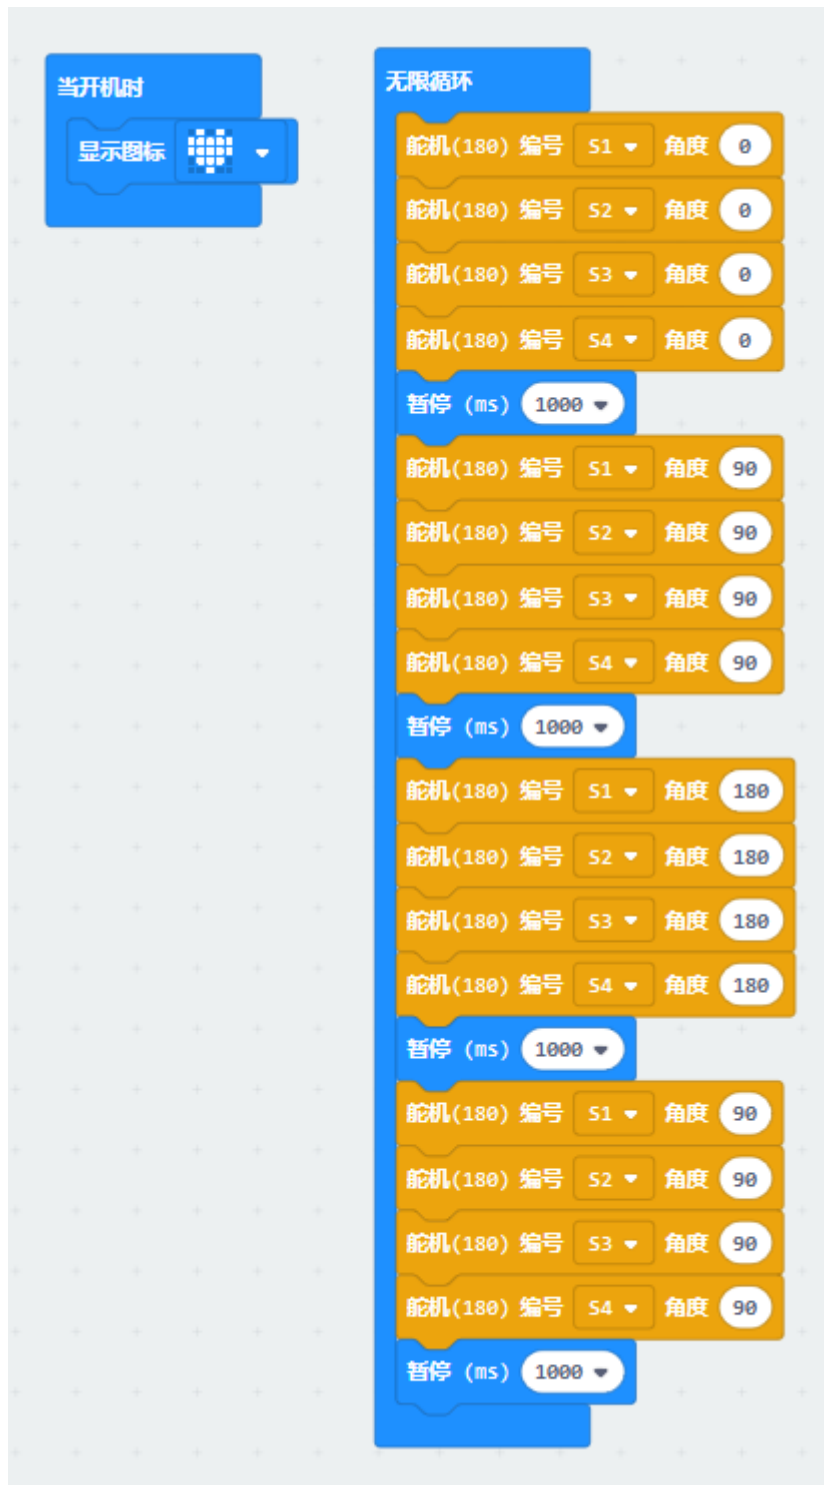 当开机时
显示图标
无限循环
舵机(180) 编号 S1 角度 0
舵机(180) 编号 S2 角度 0
舵机(180) 编号 S3 角度 0
舵机(180) 编号 S4 角度 0
暂停 (ms) 1000
舵机(180) 编号 S1 角度 90
舵机(180) 编号 S2 角度 90
舵机(180) 编号 S3 角度 90
舵机(180) 编号 S4 角度 90
暂停 (ms) 1000
舵机(180) 编号 S1 角度 180
舵机(180) 编号 S2 角度 180
舵机(180) 编号 S3 角度 180
舵机(180) 编号 S4 角度 180
暂停 (ms) 1000
舵机(180) 编号 S1 角度 90
舵机(180) 编号 S2 角度 90
舵机(180) 编号 S3 角度 90
舵机(180) 编号 S4 角度 90
暂停 (ms) 1000